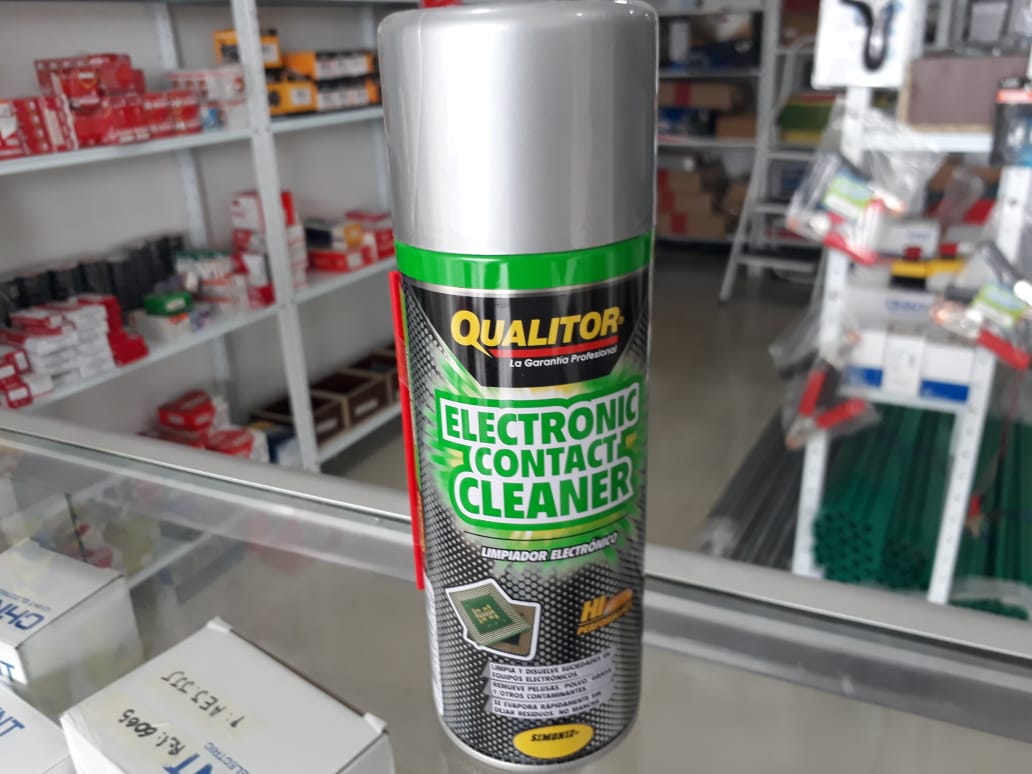 QUALITOR®
La Garantía Profesional
ELECTRONIC
CONTACT
CLEANER
LIMPIADOR ELECTRÓNICO
HI
LIMPIA Y DISUELVE SUCIEDADES DE
EQUIPOS ELECTRÓNICOS.
REMUEVE PELUSAS, POLVO, GRASA
Y OTROS CONTAMINANTES.
SE EVAPORA RÁPIDAMENTE SIN
DEJAR RESIDUOS. NO MANCHA.
SIMONIZ®